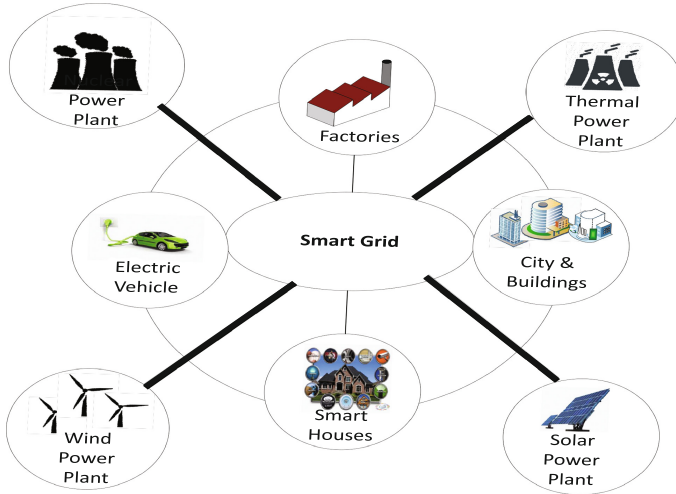 Power
Plant
Factories
Thermal
Power
Plant
Electric
Vehicle
Smart Grid
City &
Buildings
Smart
Houses
Wind
Power
Plant
Solar
Power
Plant